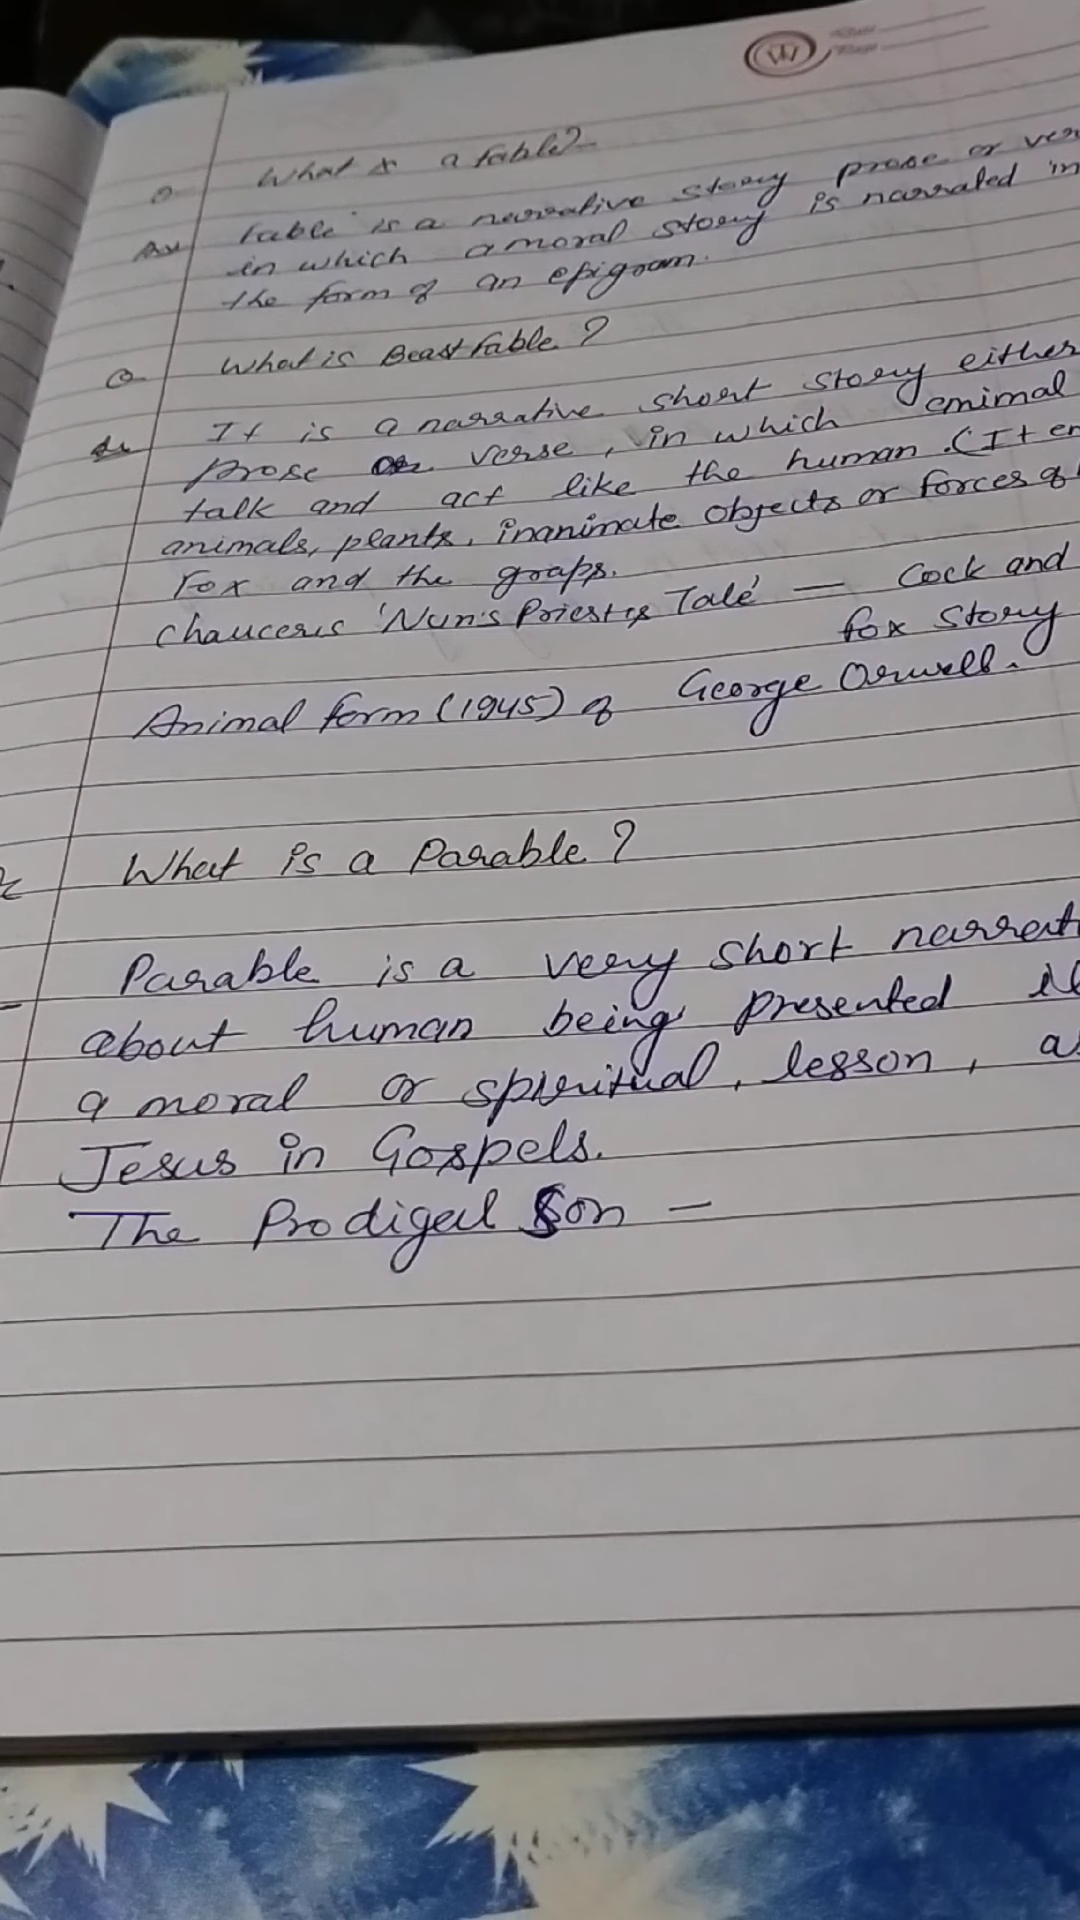 Q What is a fable?
Ans Fable is a narrative story prose or ver
in which a moral story is narrated in
the form of an epigram.
Q What is Beast fable?
It is a narrative short story either
prose or verse, in which animal
talk and act like the human. (It en
animals, plants, inanimate objects or forces of
Fox and the graps.
Chaucer's 'Nun's Priest's Tale' — Cock and
fox story
Animal farm (1945) of George Orwell.
What is a Parable?
Parable is a very short narrati
about human being presented
a moral or spiritual, lesson, as
Jesus in Gospels.
The Prodigal Son —